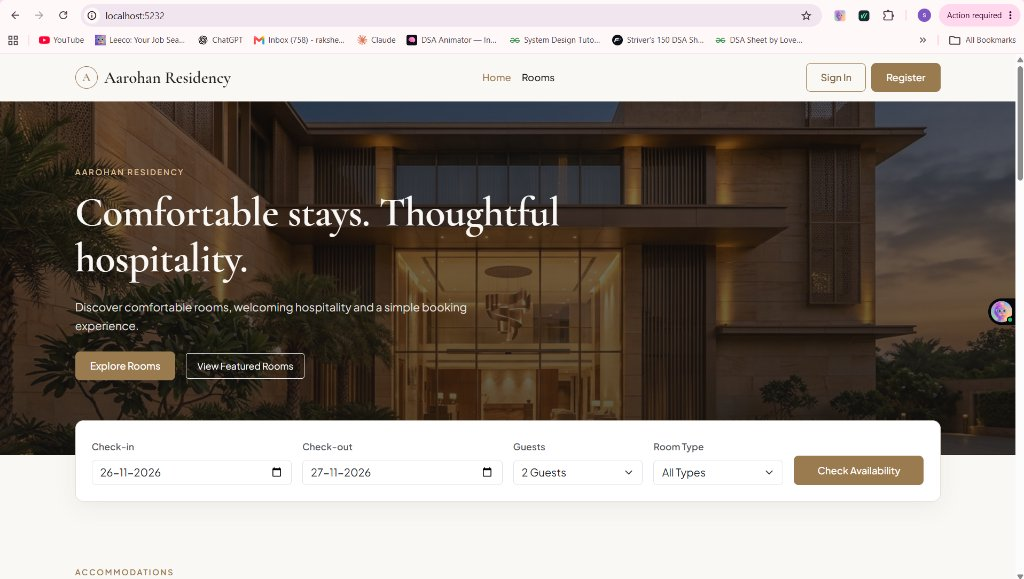 localhost:5232
Action required
YouTube
Leeco: Your Job Sea...
ChatGPT
Inbox (758) - rakshe...
Claude
DSA Animator — In...
System Design Tuto...
Striver's 150 DSA Sh...
DSA Sheet by Love...
All Bookmarks
A Aarohan Residency
Home Rooms
Sign In
Register
AAROHAN RESIDENCY
Comfortable stays. Thoughtful
hospitality.
Discover comfortable rooms, welcoming hospitality and a simple booking
experience.
Explore Rooms
View Featured Rooms
Check-in
26-11-2026
Check-out
27-11-2026
Guests
2 Guests
Room Type
All Types
Check Availability
ACCOMMODATIONS